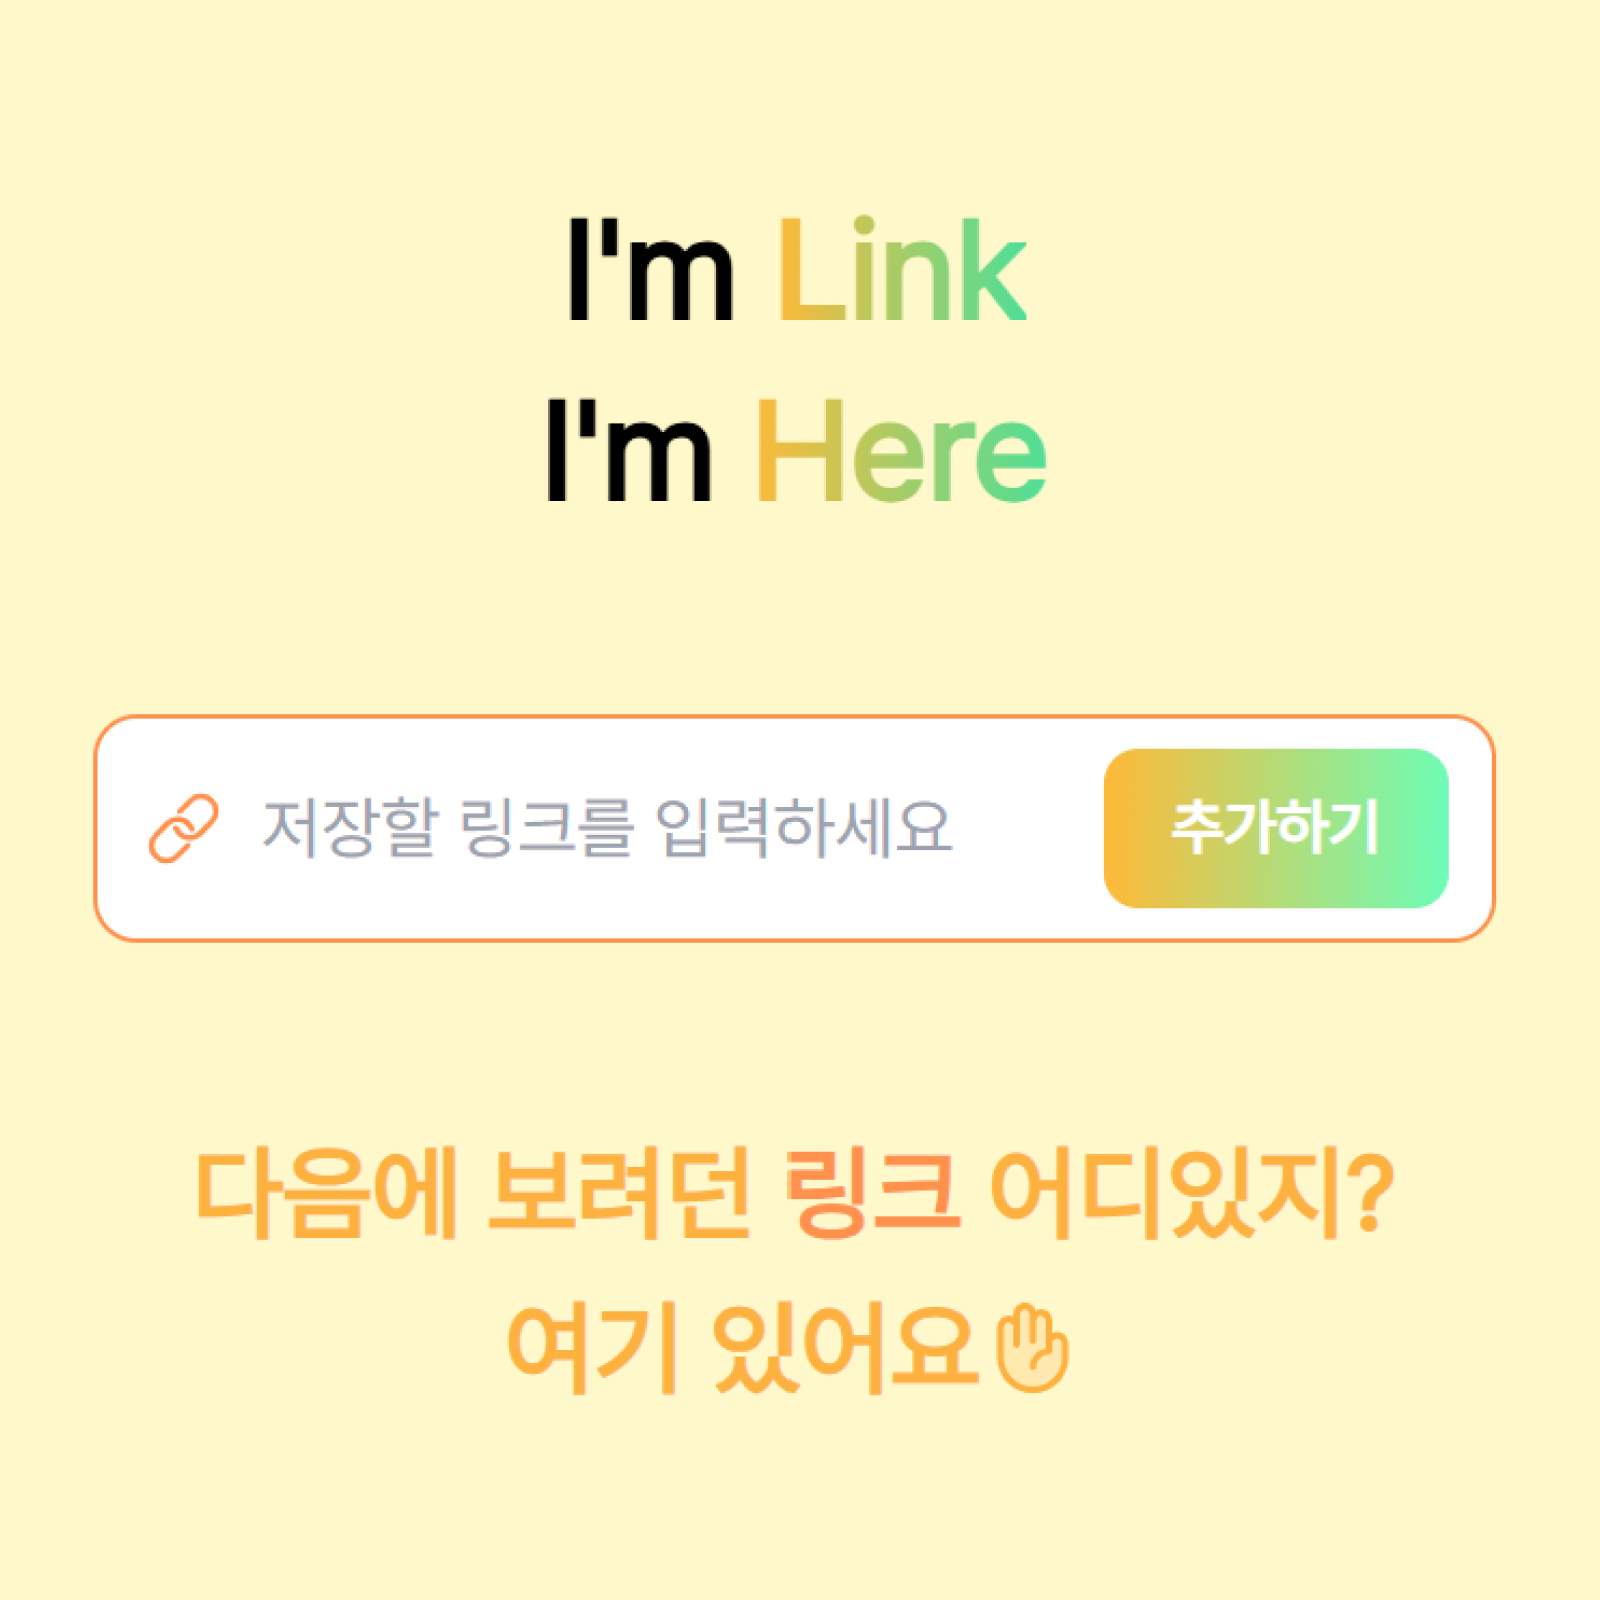 I'm Link
I'm Here
저장할 링크를 입력하세요
추가하기
다음에 보려던 링크 어디있지?
여기 있어요